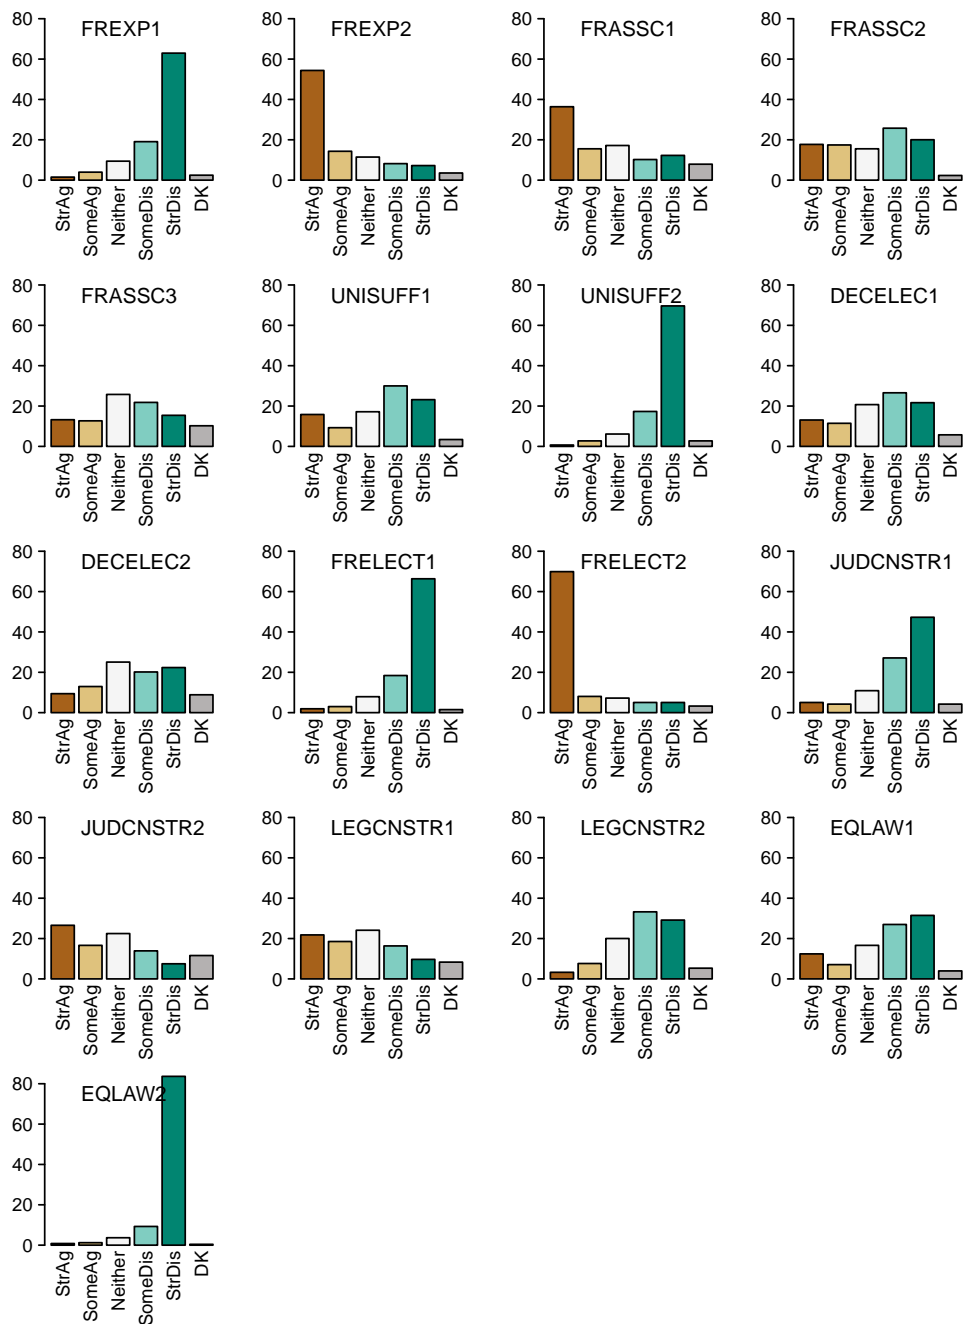 FREXP1
80
60
40
20
0
StrAg
SomeAg
Neither
SomeDis
StrDis
DK
FREXP2
80
60
40
20
0
StrAg
SomeAg
Neither
SomeDis
StrDis
DK
FRASSC1
80
60
40
20
0
StrAg
SomeAg
Neither
SomeDis
StrDis
DK
FRASSC2
80
60
40
20
0
StrAg
SomeAg
Neither
SomeDis
StrDis
DK
FRASSC3
80
60
40
20
0
StrAg
SomeAg
Neither
SomeDis
StrDis
DK
UNISUFF1
80
60
40
20
0
StrAg
SomeAg
Neither
SomeDis
StrDis
DK
UNISUFF2
80
60
40
20
0
StrAg
SomeAg
Neither
SomeDis
StrDis
DK
DECELEC1
80
60
40
20
0
StrAg
SomeAg
Neither
SomeDis
StrDis
DK
DECELEC2
80
60
40
20
0
StrAg
SomeAg
Neither
SomeDis
StrDis
DK
FRELECT1
80
60
40
20
0
StrAg
SomeAg
Neither
SomeDis
StrDis
DK
FRELECT2
80
60
40
20
0
StrAg
SomeAg
Neither
SomeDis
StrDis
DK
JUDCNSTR1
80
60
40
20
0
StrAg
SomeAg
Neither
SomeDis
StrDis
DK
JUDCNSTR2
80
60
40
20
0
StrAg
SomeAg
Neither
SomeDis
StrDis
DK
LEGCNSTR1
80
60
40
20
0
StrAg
SomeAg
Neither
SomeDis
StrDis
DK
LEGCNSTR2
80
60
40
20
0
StrAg
SomeAg
Neither
SomeDis
StrDis
DK
EQLAW1
80
60
40
20
0
StrAg
SomeAg
Neither
SomeDis
StrDis
DK
EQLAW2
80
60
40
20
0
StrAg
SomeAg
Neither
SomeDis
StrDis
DK